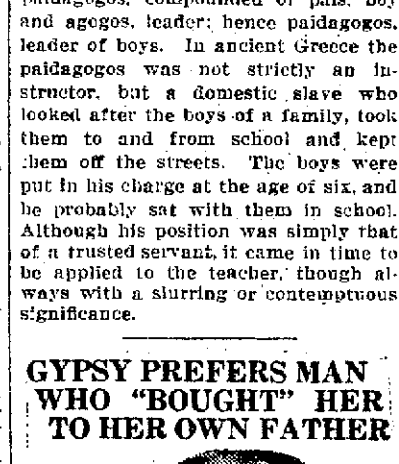 paidagogos, compounded of pais, boy
and agogos, leader; hence paidagogos,
leader of boys. In ancient Greece the
paidagogos was not strictly an in-
structor, but a domestic slave who
looked after the boys of a family, took
them to and from school and kept
them off the streets. The boys were
put in his charge at the age of six, and
he probably sat with them in school.
Although his position was simply that
of a trusted servant, it came in time to
be applied to the teacher, though al-
ways with a slurring or contemptuous
significance.
GYPSY PREFERS MAN
WHO "BOUGHT" HER
TO HER OWN FATHER